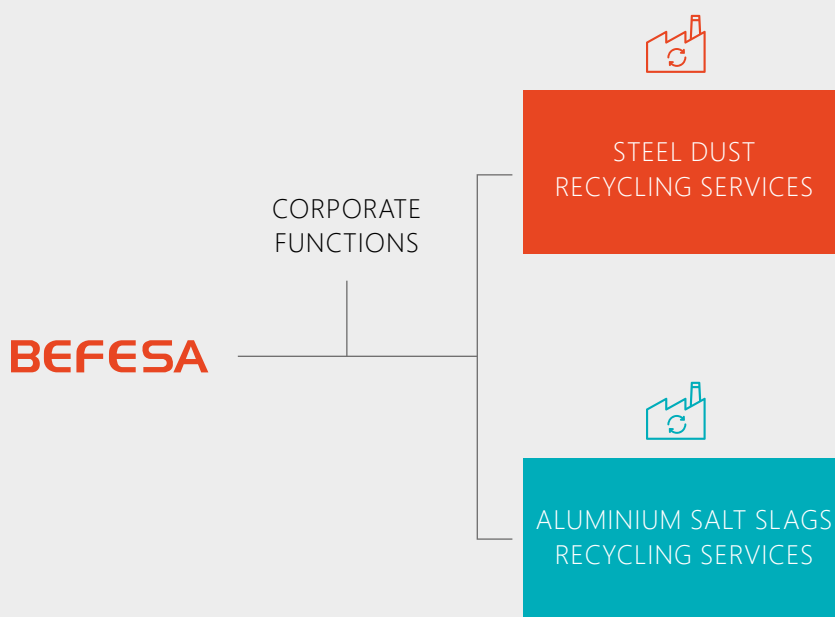 STEEL DUST
RECYCLING SERVICES
CORPORATE
FUNCTIONS
BEFESA
ALUMINIUM SALT SLAGS
RECYCLING SERVICES